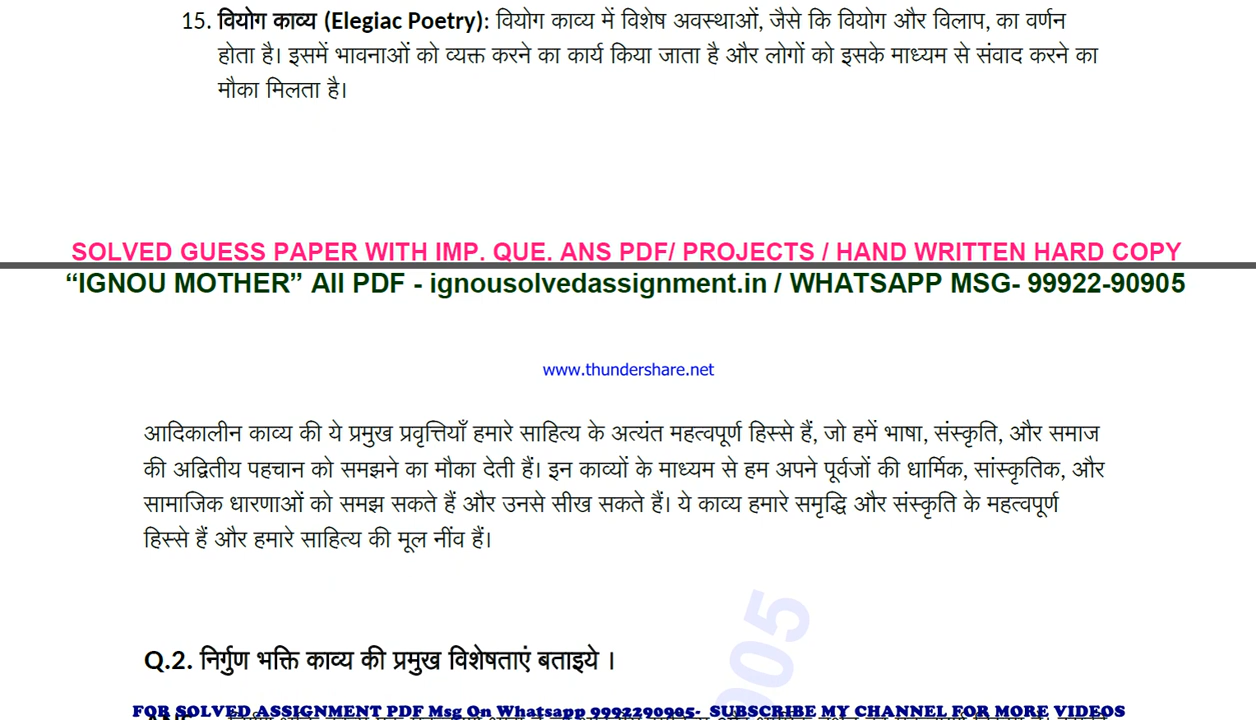 15. वियोग काव्य (Elegiac Poetry): वियोग काव्य में विशेष अवस्थाओं, जैसे कि वियोग और विलाप, का वर्णन
होता है। इसमें भावनाओं को व्यक्त करने का कार्य किया जाता है और लोगों को इसके माध्यम से संवाद करने का
मौका मिलता है।
SOLVED GUESS PAPER WITH IMP. QUE. ANS PDF/ PROJECTS / HAND WRITTEN HARD COPY
“IGNOU MOTHER” All PDF - ignousolvedassignment.in / WHATSAPP MSG- 99922-90905
www.thundershare.net
आदिकालीन काव्य की ये प्रमुख प्रवृत्तियाँ हमारे साहित्य के अत्यंत महत्वपूर्ण हिस्से हैं, जो हमें भाषा, संस्कृति, और समाज
की अद्वितीय पहचान को समझने का मौका देती हैं। इन काव्यों के माध्यम से हम अपने पूर्वजों की धार्मिक, सांस्कृतिक, और
सामाजिक धारणाओं को समझ सकते हैं और उनसे सीख सकते हैं। ये काव्य हमारे समृद्धि और संस्कृति के महत्वपूर्ण
हिस्से हैं और हमारे साहित्य की मूल नींव हैं।
005
Q.2. निर्गुण भक्ति काव्य की प्रमुख विशेषताएं बताइये ।
FOR SOLVED ASSIGNMENT PDF Msg On Whatsapp 9992290905- SUBSCRIBE MY CHANNEL FOR MORE VIDEOS